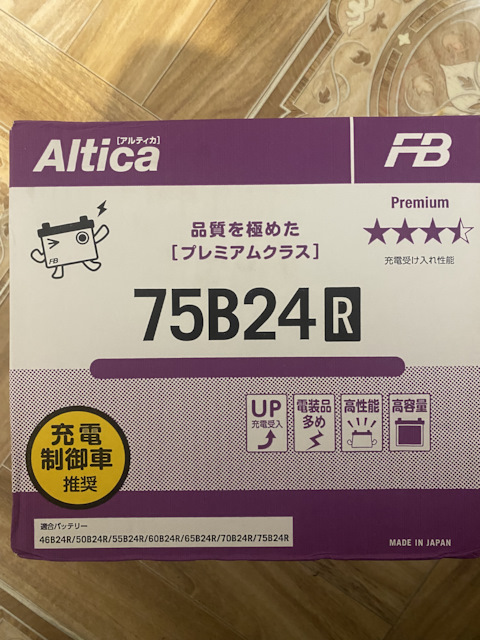 [アルティカ]
Altica
FB
Premium
充電受け入れ性能
FB
品質を極めた
[プレミアムクラス]
75B24R
UP
充電受入
電装品
多め
高性能
高容量
充電
制御車
推奨
適合バッテリー
46B24R/50B24R/55B24R/60B24R/65B24R/70B24R/75B24R
MADE IN JAPAN